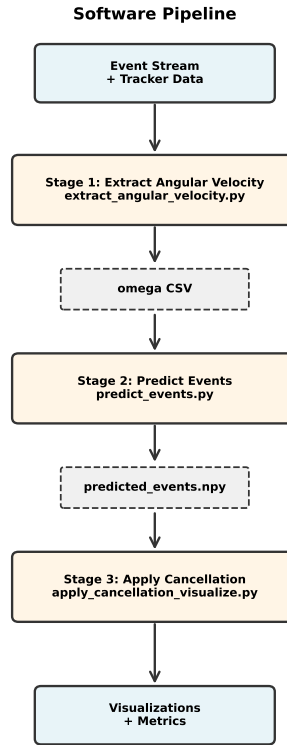 Software Pipeline
Event Stream
+ Tracker Data
Stage 1: Extract Angular Velocity
extract_angular_velocity.py
omega CSV
Stage 2: Predict Events
predict_events.py
predicted_events.npy
Stage 3: Apply Cancellation
apply_cancellation_visualize.py
Visualizations
+ Metrics